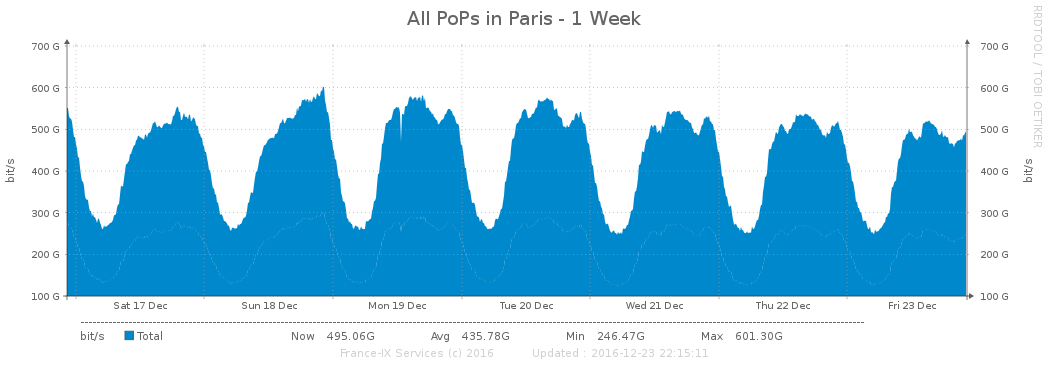 All PoPs in Paris - 1 Week
RRDTOOL / TOBI OETIKER
bit/s
700 G
600 G
500 G
400 G
300 G
200 G
100 G
700 G
600 G
500 G
400 G
300 G
200 G
100 G
bit/s
Sat 17 Dec Sun 18 Dec Mon 19 Dec Tue 20 Dec Wed 21 Dec Thu 22 Dec Fri 23 Dec
bit/s Total Now 495.06G Avg 435.78G Min 246.47G Max 601.30G
France-IX Services (c) 2016 Updated : 2016-12-23 22:15:11